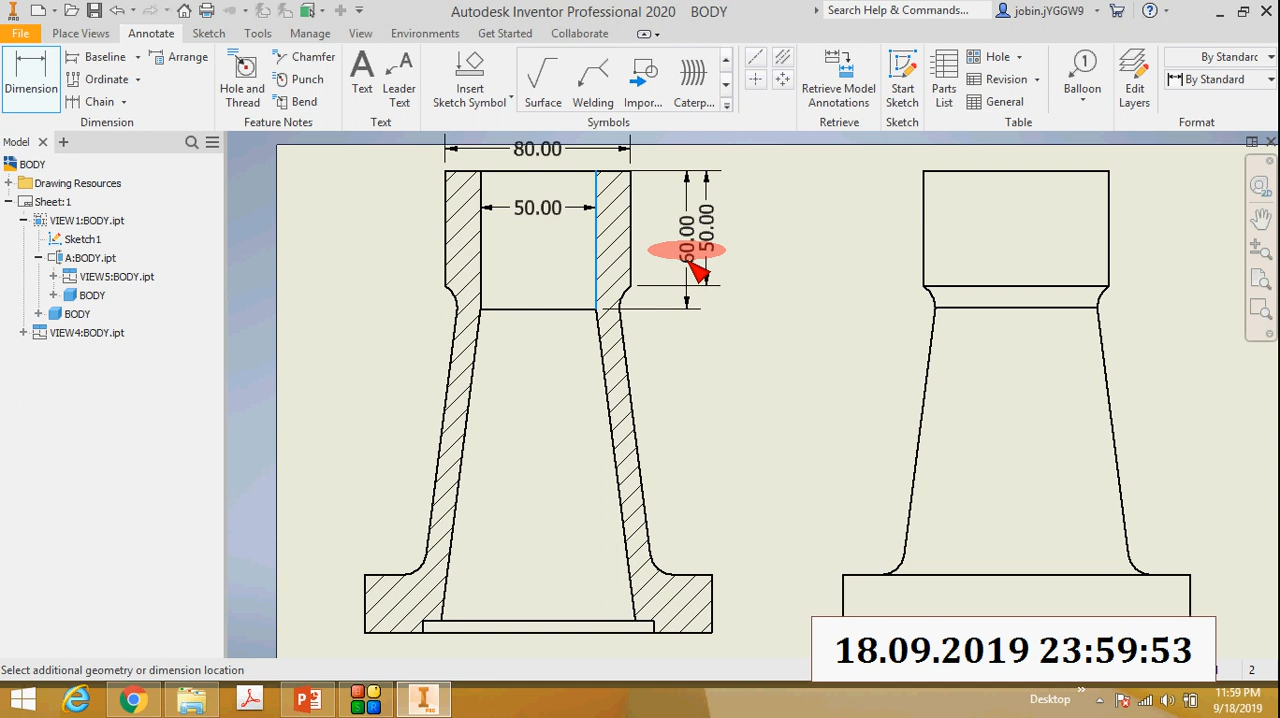 Autodesk Inventor Professional 2020 BODY
Search Help & Commands...
jobin.jYGGW9
PRO
File Place Views Annotate Sketch Tools Manage View Environments Get Started Collaborate
Dimension
Baseline
Arrange
Ordinate
Chain
Dimension
Hole and Thread
Chamfer
Punch
Bend
Feature Notes
Text
Leader Text
Text
Insert Sketch Symbol
Surface
Welding
Impor...
Caterp...
Symbols
Retrieve Model Annotations
Retrieve
Start Sketch
Sketch
Parts List
Hole
Revision
General
Table
Balloon
Edit Layers
By Standarc
By Standard
Format
Model
BODY
Drawing Resources
Sheet:1
VIEW1:BODY.ipt
Sketch1
A:BODY.ipt
VIEW5:BODY.ipt
BODY
BODY
VIEW4:BODY.ipt
80.00
50.00
60.00
50.00
2D
18.09.2019 23:59:53
Select additional geometry or dimension location
2
Desktop
11:59 PM
9/18/2019